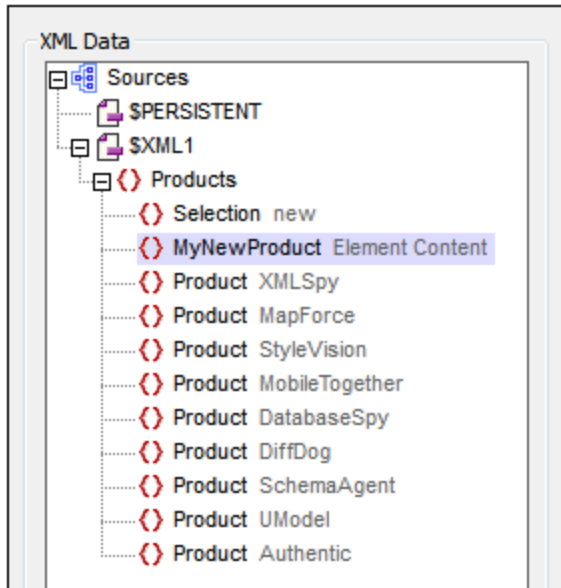 XML Data
Sources
$PERSISTENT
$XML1
Products
Selection new
MyNewProduct Element Content
Product XMLSpy
Product MapForce
Product StyleVision
Product MobileTogether
Product DatabaseSpy
Product DiffDog
Product SchemaAgent
Product UModel
Product Authentic